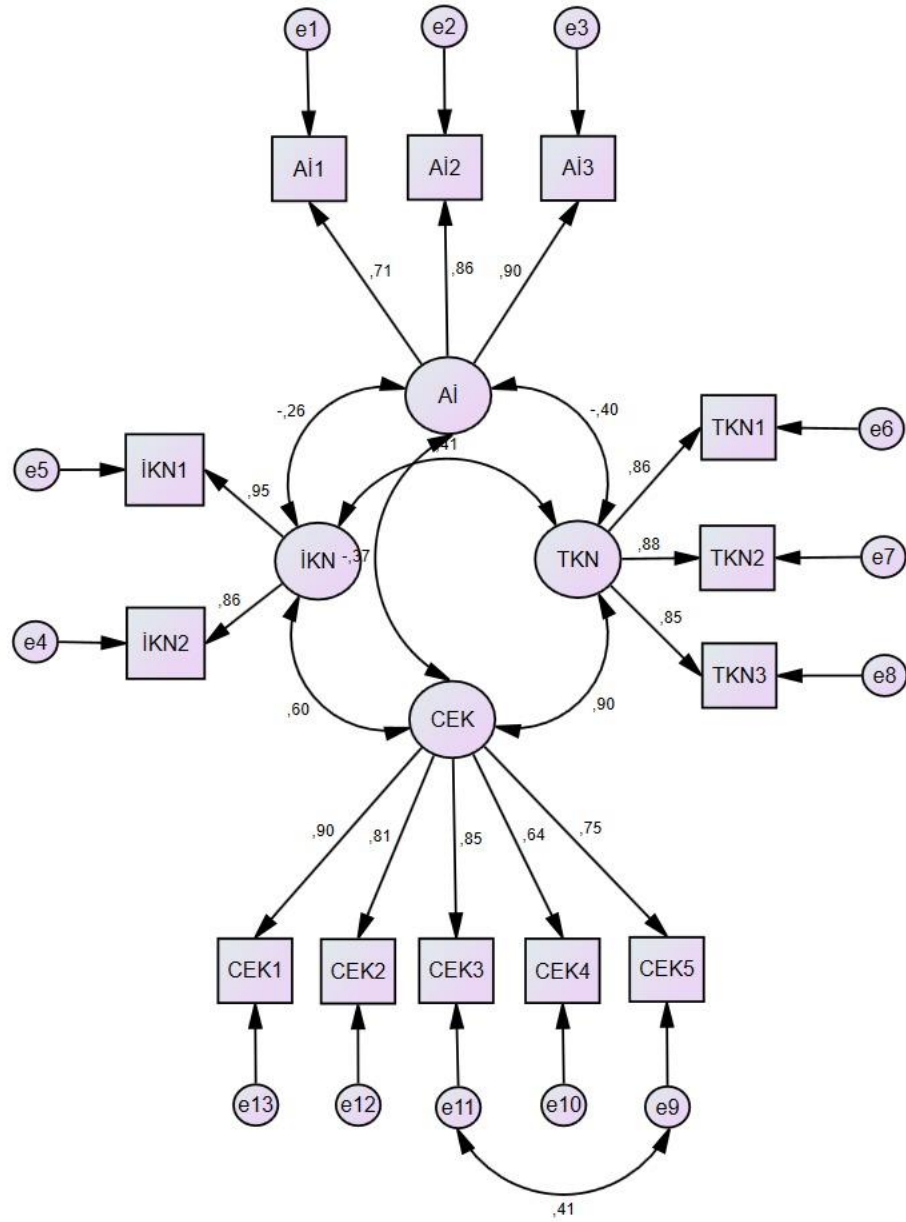 e1
e2
e3
Aİ1
Aİ2
Aİ3
,71
,86
,90
Aİ
-,26
-,40
,41
TKN1
e6
e5
İKN1
,86
,95
İKN
-,37
TKN
,88
TKN2
e7
e4
İKN2
,86
,85
TKN3
e8
,60
CEK
,90
,90
,81
,85
,64
,75
CEK1
CEK2
CEK3
CEK4
CEK5
e13
e12
e11
e10
e9
,41